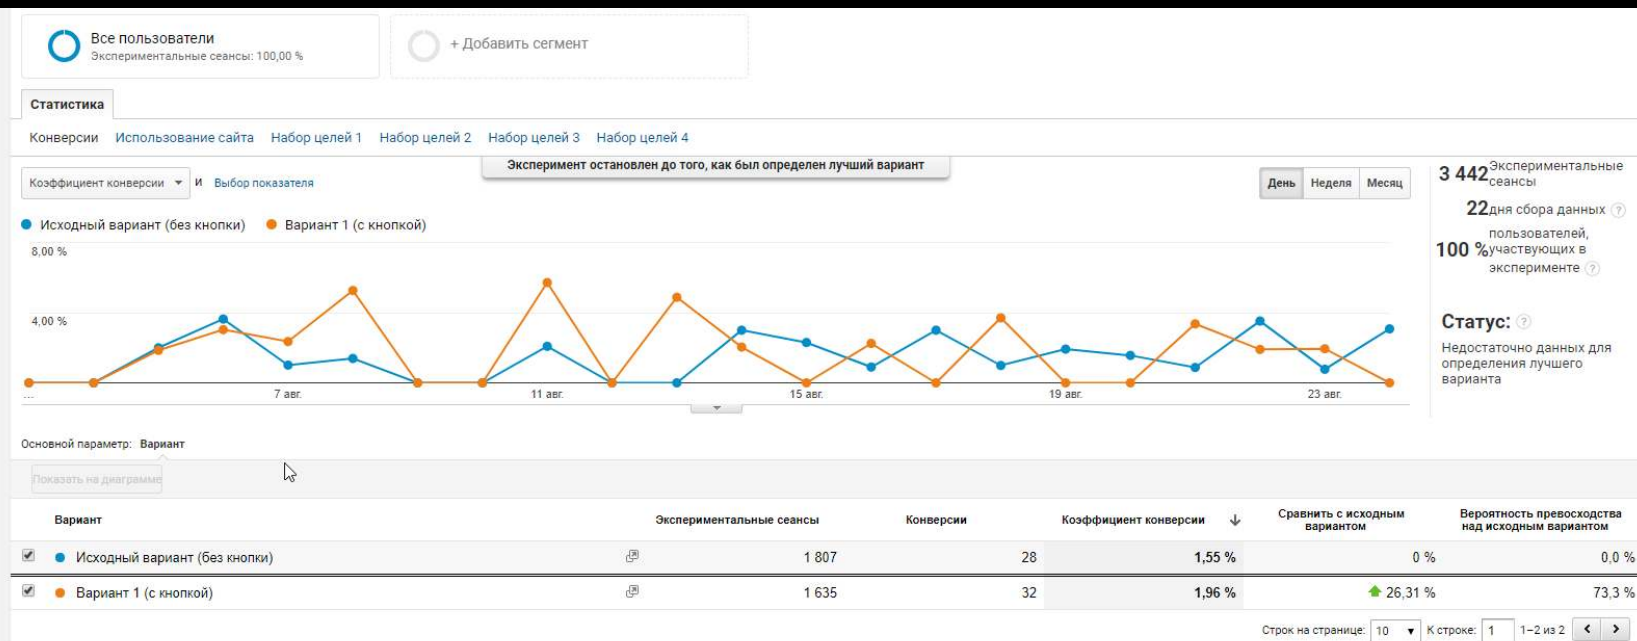 Все пользователи
Экспериментальные сеансы: 100,00 %
+ Добавить сегмент
Статистика
Конверсии Использование сайта Набор целей 1 Набор целей 2 Набор целей 3 Набор целей 4
Эксперимент остановлен до того, как был определен лучший вариант
Коэффициент конверсии и Выбор показателя
День Неделя Месяц
Исходный вариант (без кнопки) Вариант 1 (с кнопкой)
8,00 %
4,00 %
... 7 авг. 11 авг. 15 авг. 19 авг. 23 авг.
3 442 Экспериментальные
сеансы
22 дня сбора данных ?
пользователей,
100 % участвующих в
эксперименте ?
Статус: ?
Недостаточно данных для
определения лучшего
варианта
Основной параметр: Вариант
Показать на диаграмме
Вариант Экспериментальные сеансы Конверсии Коэффициент конверсии Сравнить с исходным вариантом Вероятность превосходства над исходным вариантом
Исходный вариант (без кнопки) 1 807 28 1,55 % 0 % 0,0 %
Вариант 1 (с кнопкой) 1 635 32 1,96 % 26,31 % 73,3 %
Строк на странице: 10 К строке: 1 1–2 из 2